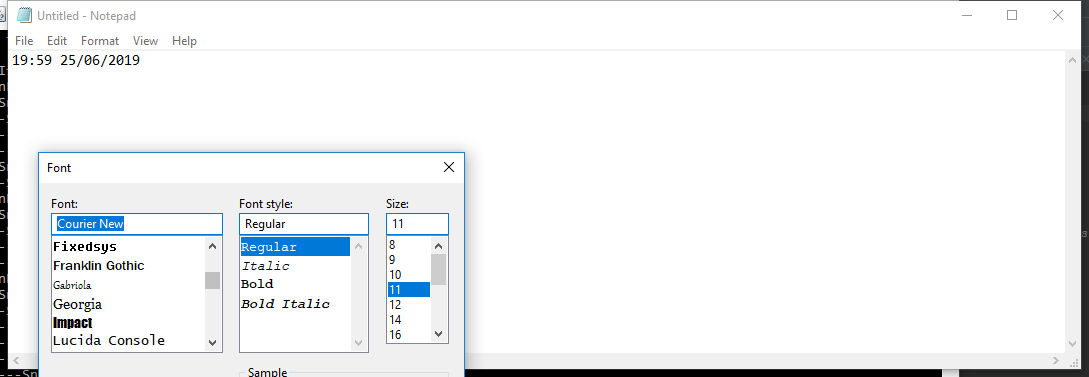 Untitled - Notepad
File Edit Format View Help
19:59 25/06/2019
Font
Font: Font style: Size:
Courier New Regular 11
Fixedsys
Franklin Gothic
Gabriola
Georgia
Impact
Lucida Console
Regular
Italic
Bold
Bold Italic
8
9
10
11
12
14
16
Sample